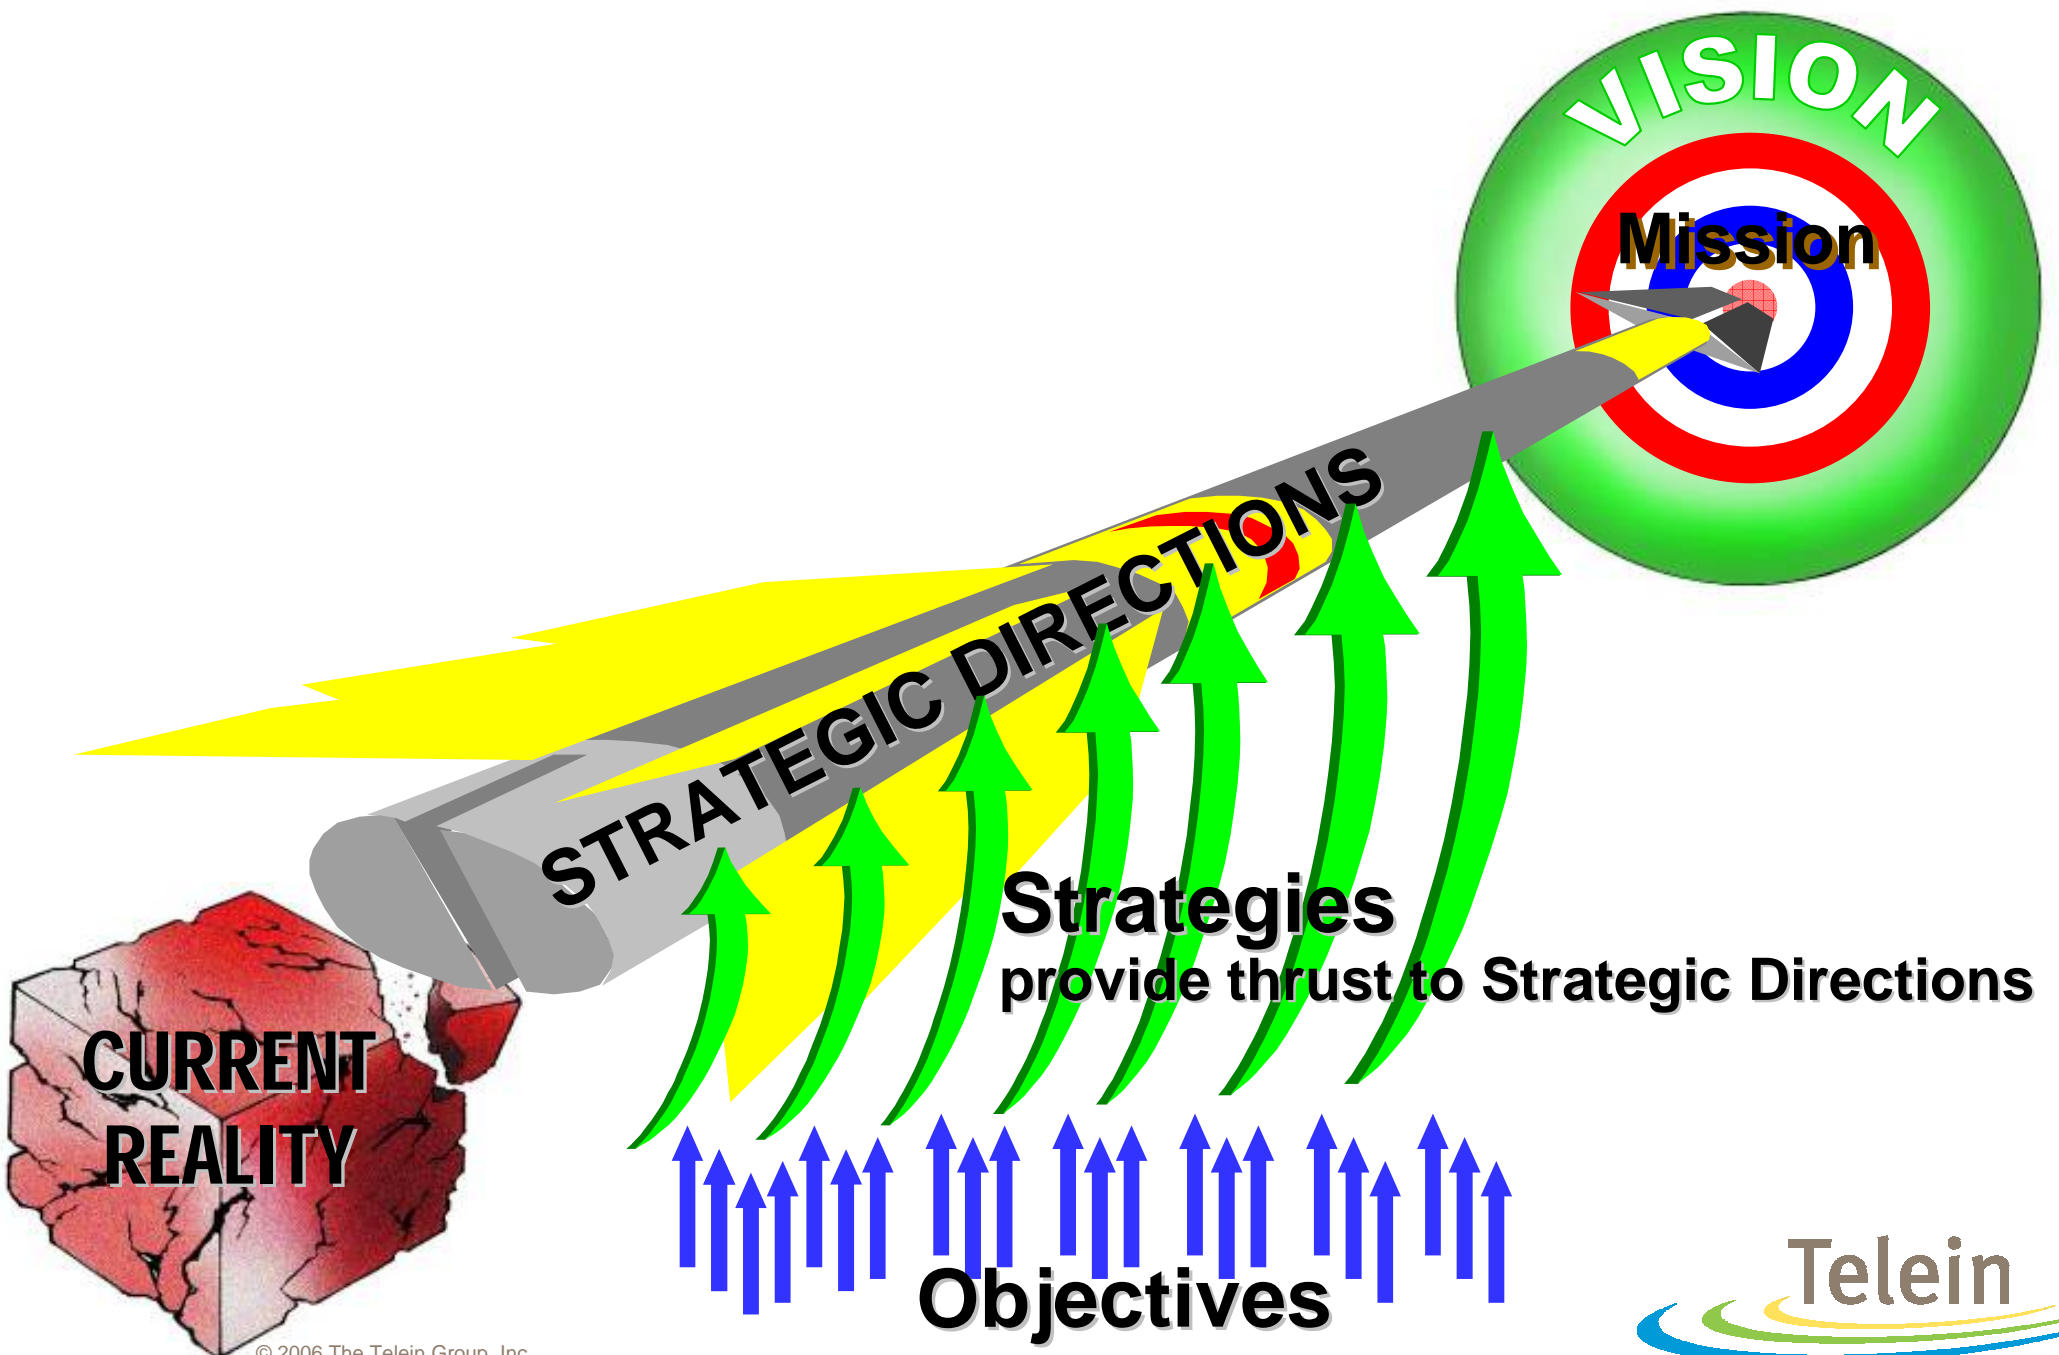 VISION
Mission
STRATEGIC DIRECTIONS
Strategies
provide thrust to Strategic Directions
CURRENT
REALITY
Objectives
Telein
© 2006 The Telein Group, Inc